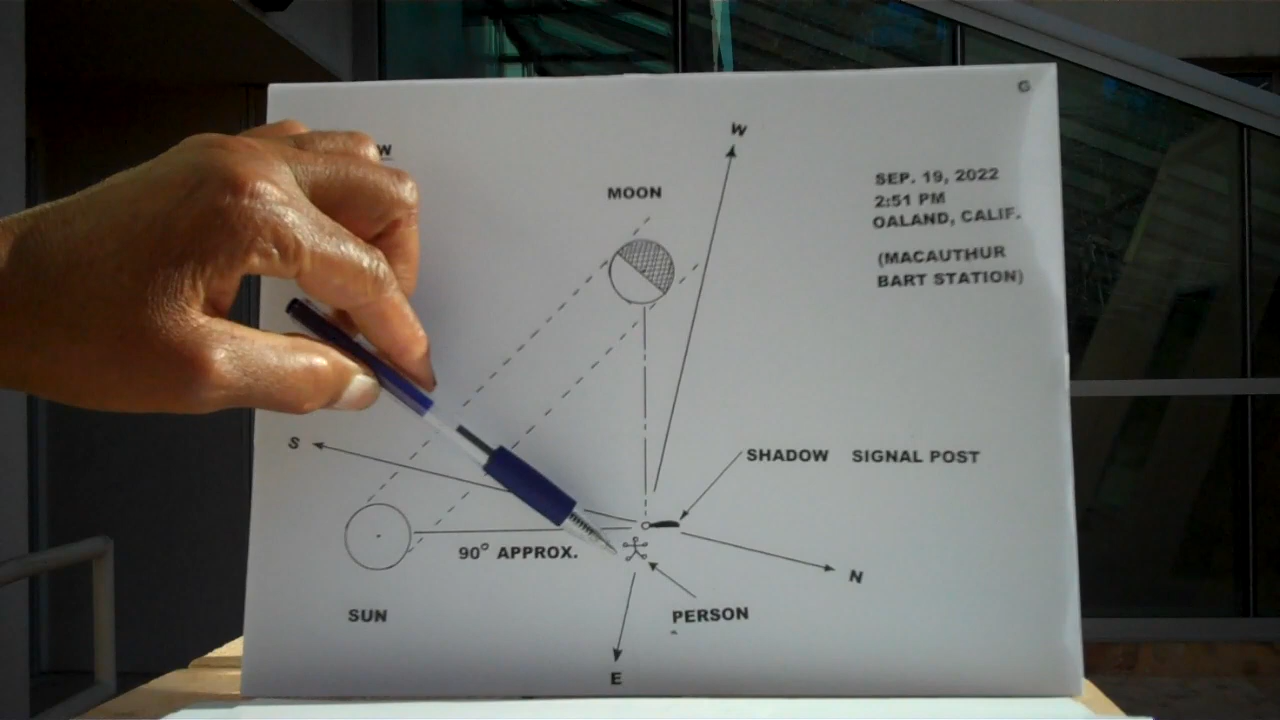 G
W
W
MOON
SEP. 19, 2022
2:51 PM
OALAND, CALIF.
(MACAUTHUR
BART STATION)
S
SHADOW SIGNAL POST
90° APPROX.
N
SUN
PERSON
E